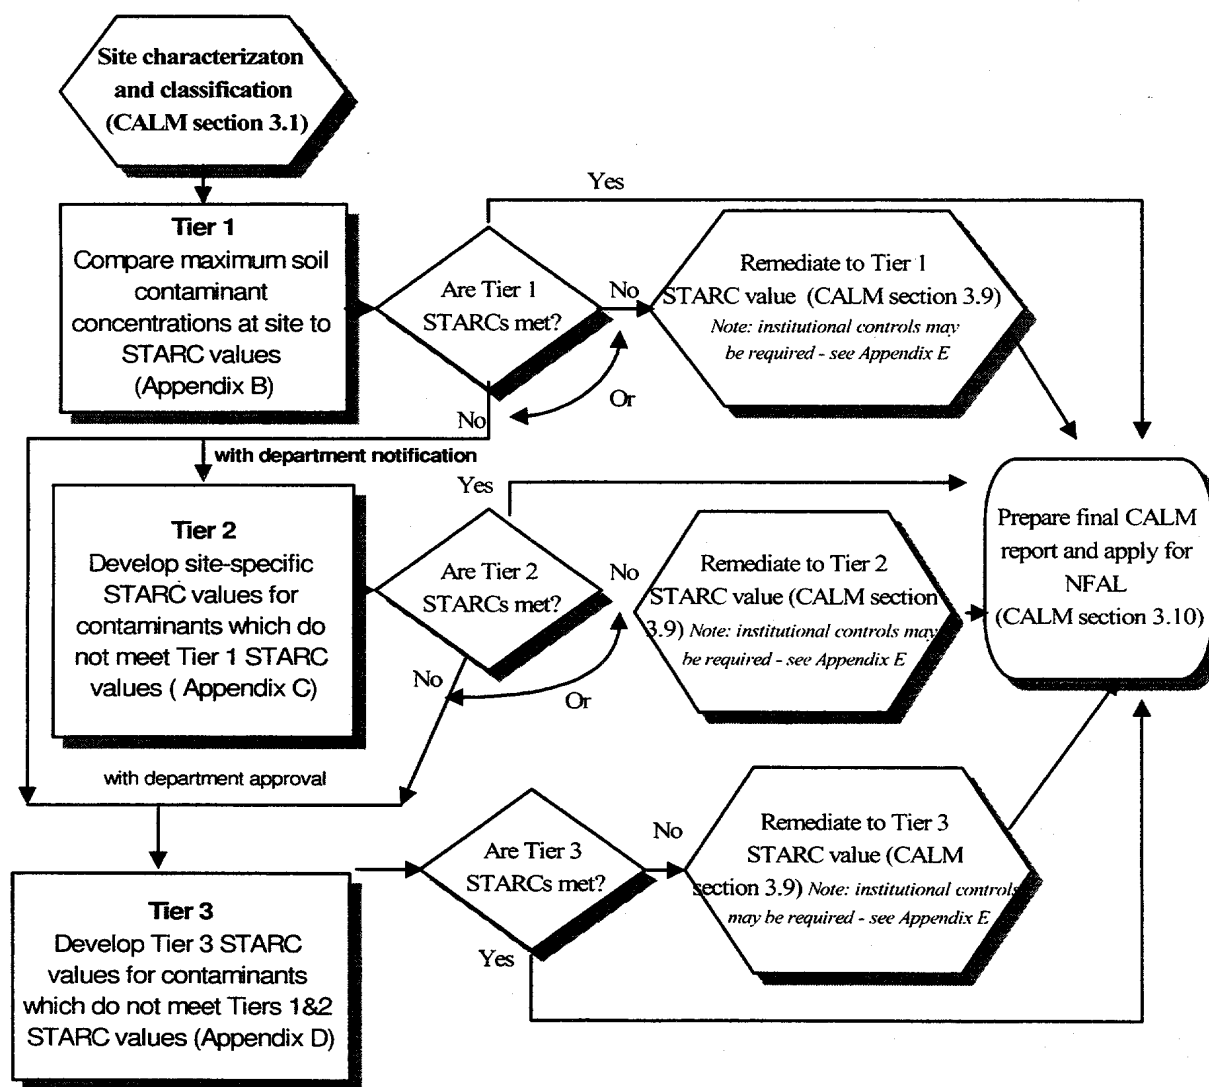 Site characterizaton
and classification
(CALM section 3.1)
Yes
Tier 1
Compare maximum soil
contaminant
concentrations at site to
STARC values
(Appendix B)
Are Tier 1
STARCs met?
No
Remediate to Tier 1
STARC value (CALM section 3.9)
Note: institutional controls may
be required - see Appendix E
No
Or
with department notification
Yes
Tier 2
Develop site-specific
STARC values for
contaminants which do
not meet Tier 1 STARC
values ( Appendix C)
Are Tier 2
STARCs met?
No
Remediate to Tier 2
STARC value (CALM section
3.9) Note: institutional controls may
be required - see Appendix E
Prepare final CALM
report and apply for
NFAL
(CALM section 3.10)
No
Or
with department approval
Tier 3
Develop Tier 3 STARC
values for contaminants
which do not meet Tiers 1&2
STARC values (Appendix D)
Are Tier 3
STARCs met?
No
Remediate to Tier 3
STARC value (CALM
section 3.9) Note: institutional controls
may be required - see Appendix E
Yes